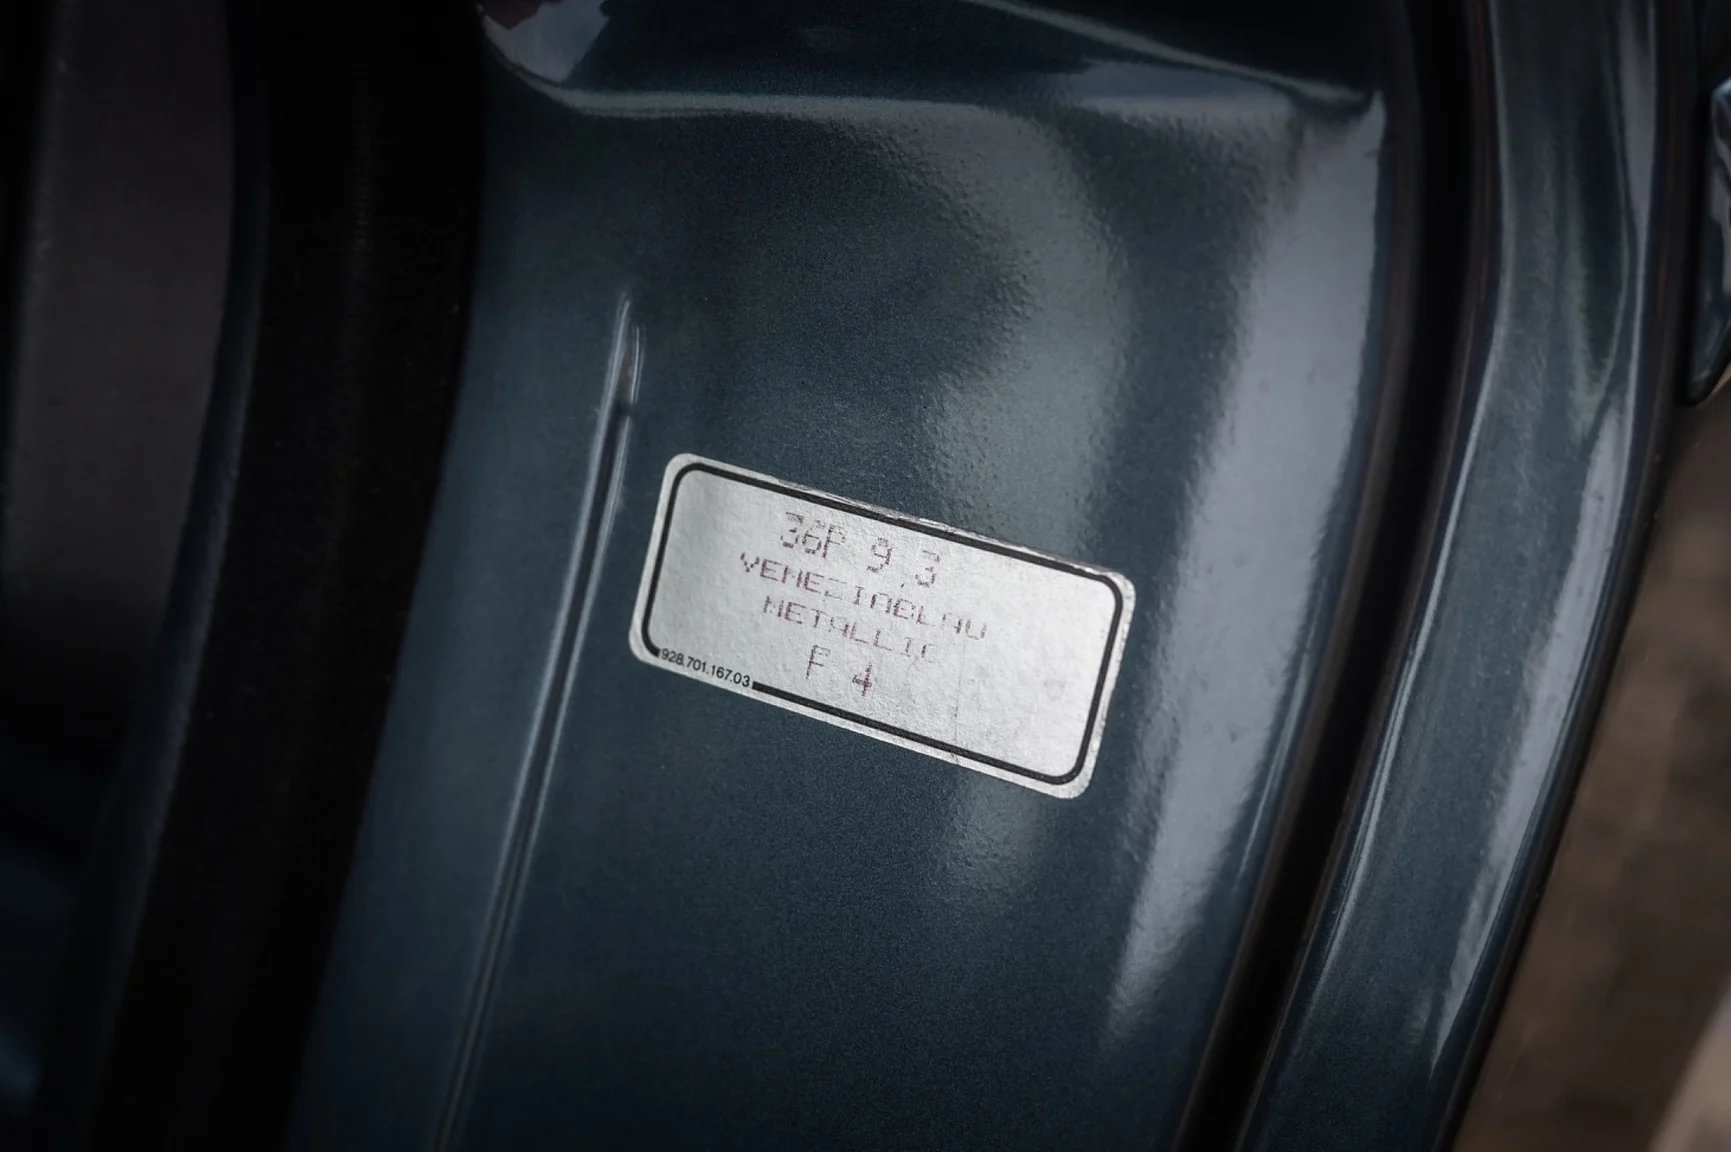 36P 9.3
VENEZIABLAU
METALLIC
F 4
928.701.167.03